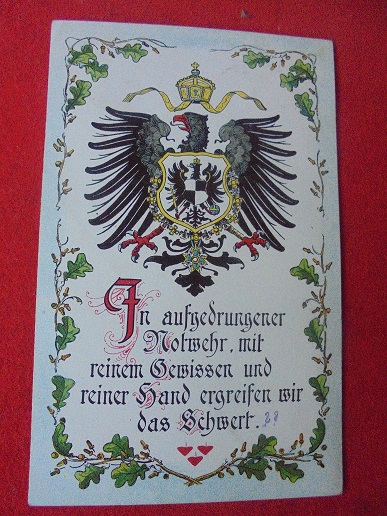 In aufgedrungener
Notwehr, mit
reinem Gewissen und
reiner Hand ergreifen wir
das Schwert.